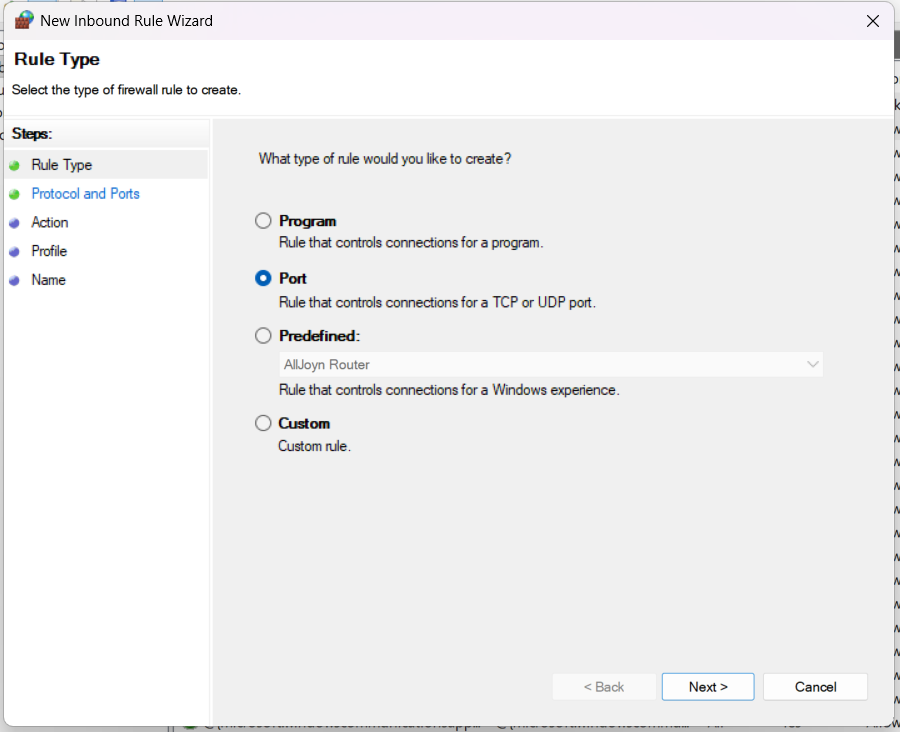 New Inbound Rule Wizard
Rule Type
Select the type of firewall rule to create.
Steps:
Rule Type
Protocol and Ports
Action
Profile
Name
What type of rule would you like to create?
Program
Rule that controls connections for a program.
Port
Rule that controls connections for a TCP or UDP port.
Predefined:
AllJoyn Router
Rule that controls connections for a Windows experience.
Custom
Custom rule.
< Back
Next >
Cancel